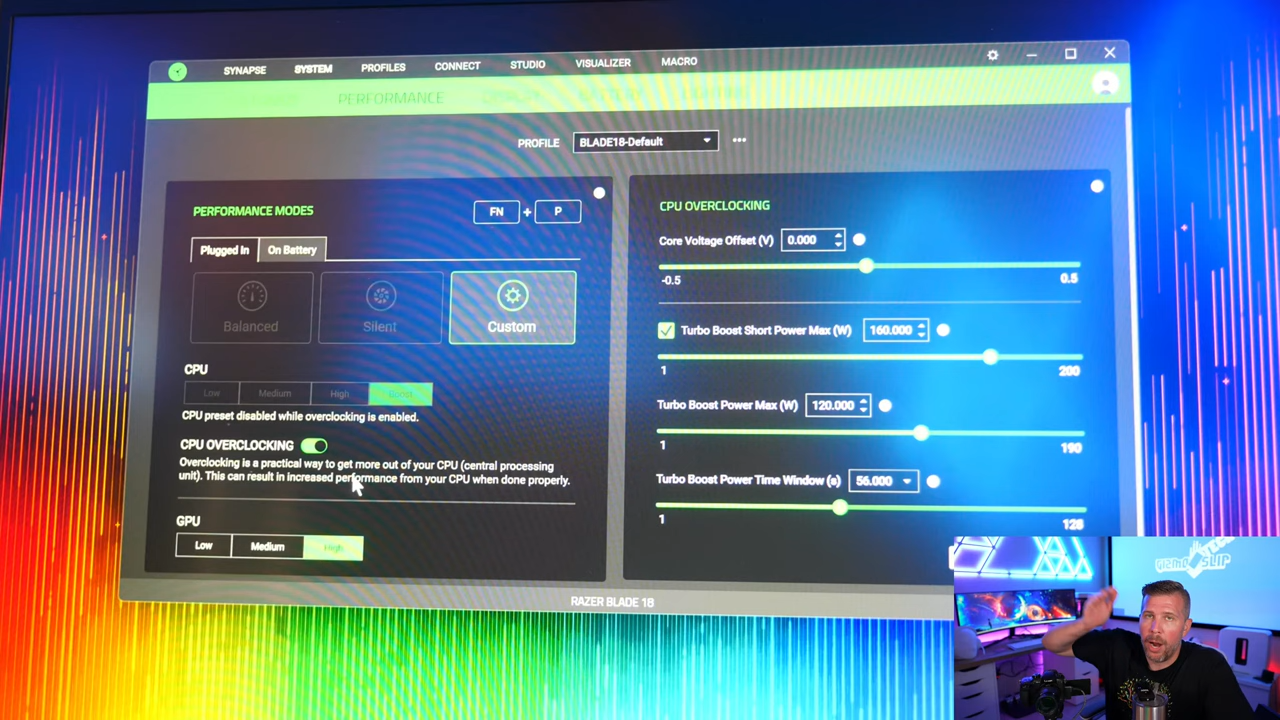 SYNAPSE SYSTEM PROFILES CONNECT STUDIO VISUALIZER MACRO
PERFORMANCE
PROFILE BLADE18-Default
PERFORMANCE MODES FN + P
Plugged In On Battery
Balanced Silent Custom
CPU
Low Medium High Boost
CPU preset disabled while overclocking is enabled.
CPU OVERCLOCKING
Overclocking is a practical way to get more out of your CPU (central processing
unit). This can result in increased performance from your CPU when done properly.
GPU
Low Medium High
CPU OVERCLOCKING
Core Voltage Offset (V) 0.000
-0.5 0.5
Turbo Boost Short Power Max (W) 160.000
1 200
Turbo Boost Power Max (W) 120.000
1 190
Turbo Boost Power Time Window (s) 56.000
1 128
RAZER BLADE 18
TECH
GIZMO SLIP